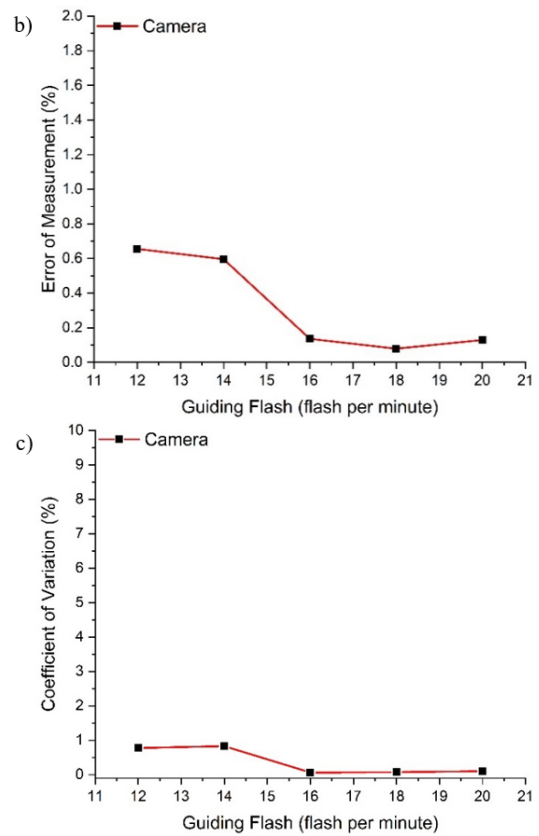 b)
Camera
2.0
1.8
1.6
1.4
1.2
1.0
0.8
0.6
0.4
0.2
0.0
Error of Measurement (%)
11 12 13 14 15 16 17 18 19 20 21
Guiding Flash (flash per minute)
c)
Camera
10
9
8
7
6
5
4
3
2
1
0
Coefficient of Variation (%)
11 12 13 14 15 16 17 18 19 20 21
Guiding Flash (flash per minute)